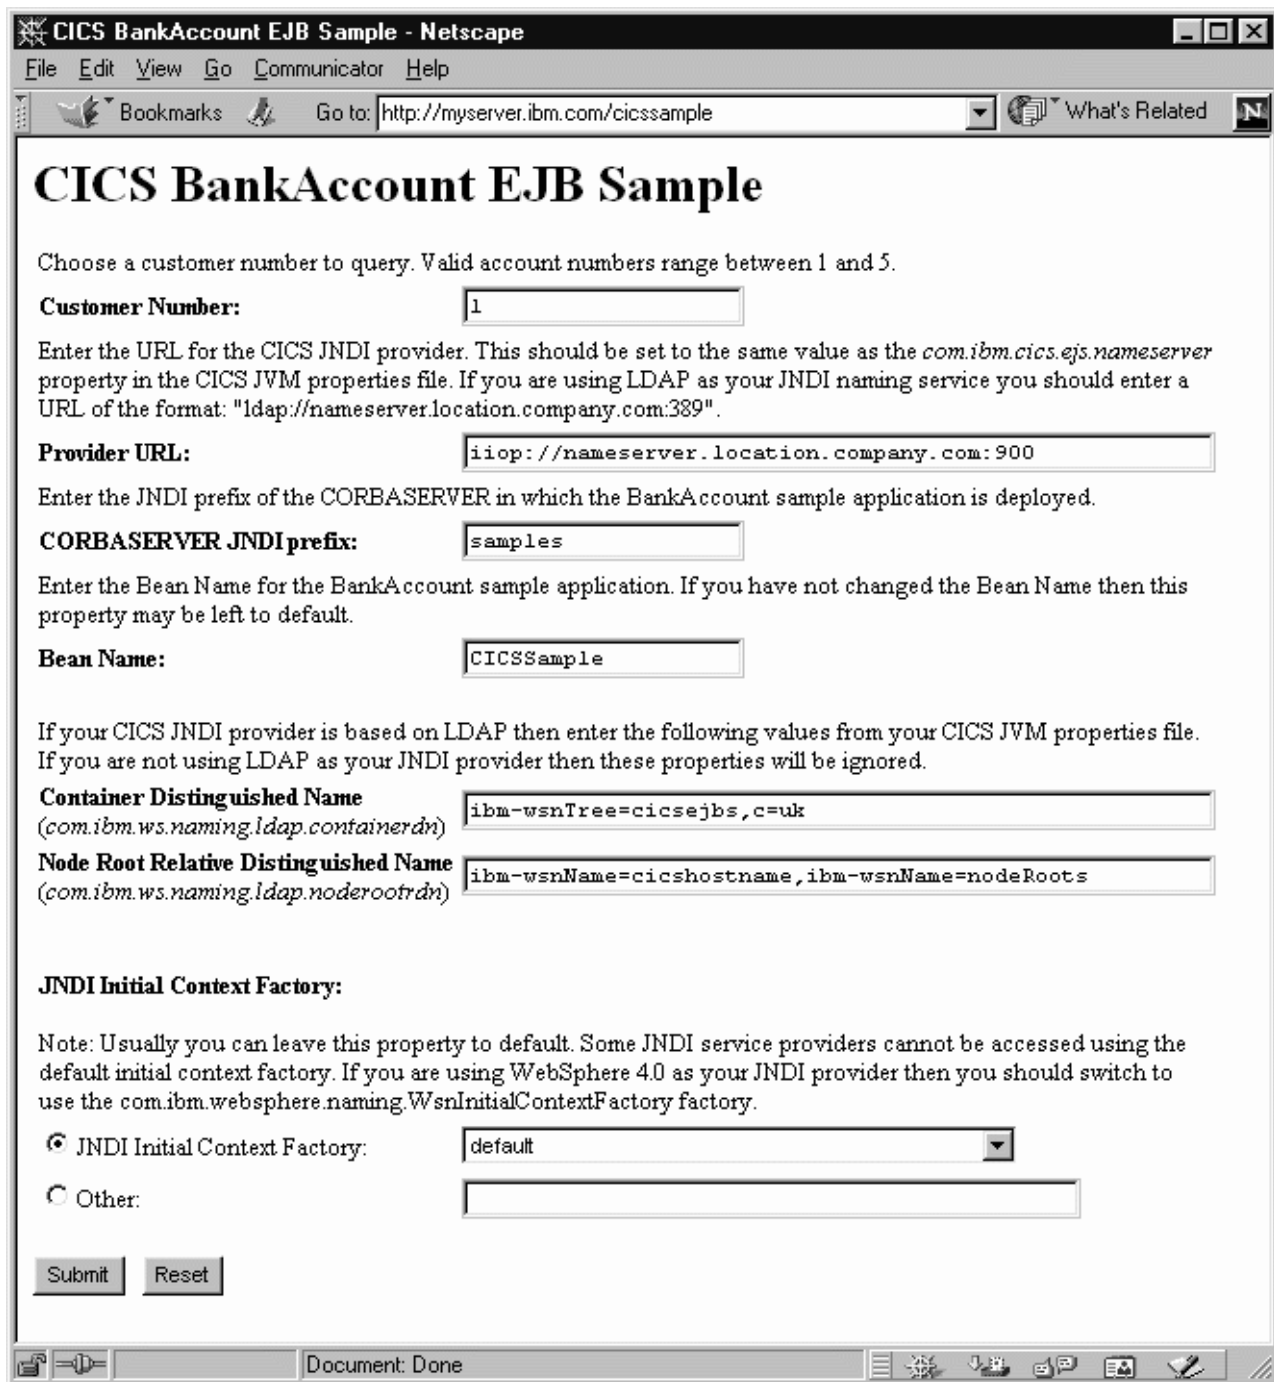 CICS BankAccount EJB Sample - Netscape
File Edit View Go Communicator Help
Bookmarks Go to: http://myserver.ibm.com/cicssample What's Related N
CICS BankAccount EJB Sample
Choose a customer number to query. Valid account numbers range between 1 and 5.
Customer Number: 1
Enter the URL for the CICS JNDI provider. This should be set to the same value as the com.ibm.cics.ejs.nameserver
property in the CICS JVM properties file. If you are using LDAP as your JNDI naming service you should enter a
URL of the format: "ldap://nameserver.location.company.com:389".
Provider URL: iiop://nameserver.location.company.com:900
Enter the JNDI prefix of the CORBASERVER in which the BankAccount sample application is deployed.
CORBASERVER JNDI prefix: samples
Enter the Bean Name for the BankAccount sample application. If you have not changed the Bean Name then this
property may be left to default.
Bean Name: CICSSample
If your CICS JNDI provider is based on LDAP then enter the following values from your CICS JVM properties file.
If you are not using LDAP as your JNDI provider then these properties will be ignored.
Container Distinguished Name
(com.ibm.ws.naming.ldap.containerdn) ibm-wsnTree=cicsejbs,c=uk
Node Root Relative Distinguished Name
(com.ibm.ws.naming.ldap.noderootrdn) ibm-wsnName=cicshostname,ibm-wsnName=nodeRoots
JNDI Initial Context Factory:
Note: Usually you can leave this property to default. Some JNDI service providers cannot be accessed using the
default initial context factory. If you are using WebSphere 4.0 as your JNDI provider then you should switch to
use the com.ibm.websphere.naming.WsnInitialContextFactory factory.
JNDI Initial Context Factory: default
Other:
Submit Reset
Document: Done